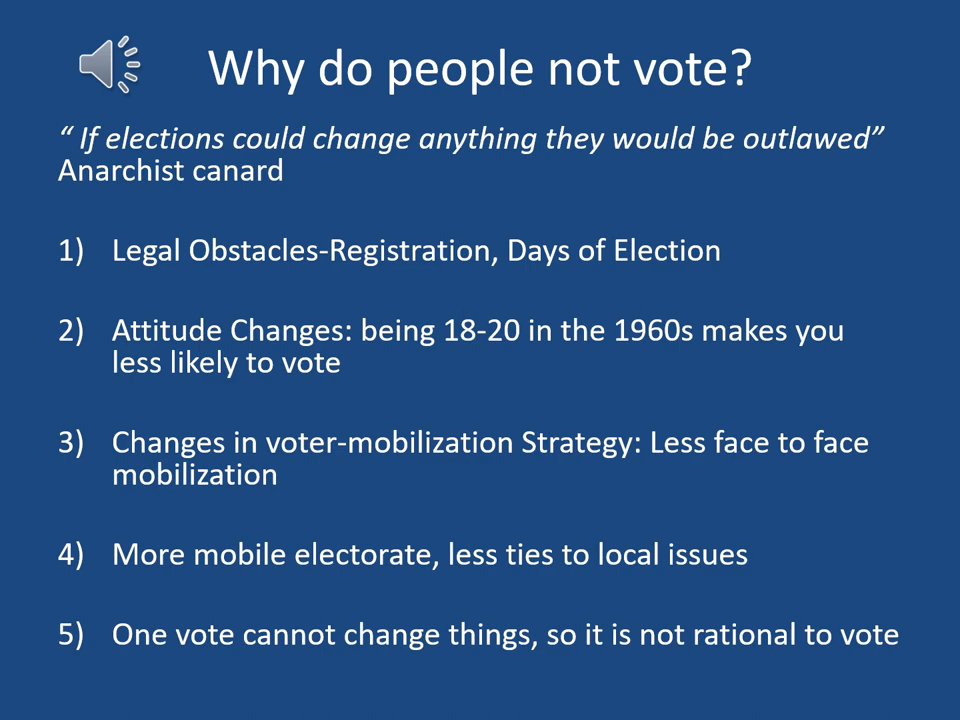 Why do people not vote?
“ If elections could change anything they would be outlawed”
Anarchist canard
1) Legal Obstacles-Registration, Days of Election
2) Attitude Changes: being 18-20 in the 1960s makes you
less likely to vote
3) Changes in voter-mobilization Strategy: Less face to face
mobilization
4) More mobile electorate, less ties to local issues
5) One vote cannot change things, so it is not rational to vote